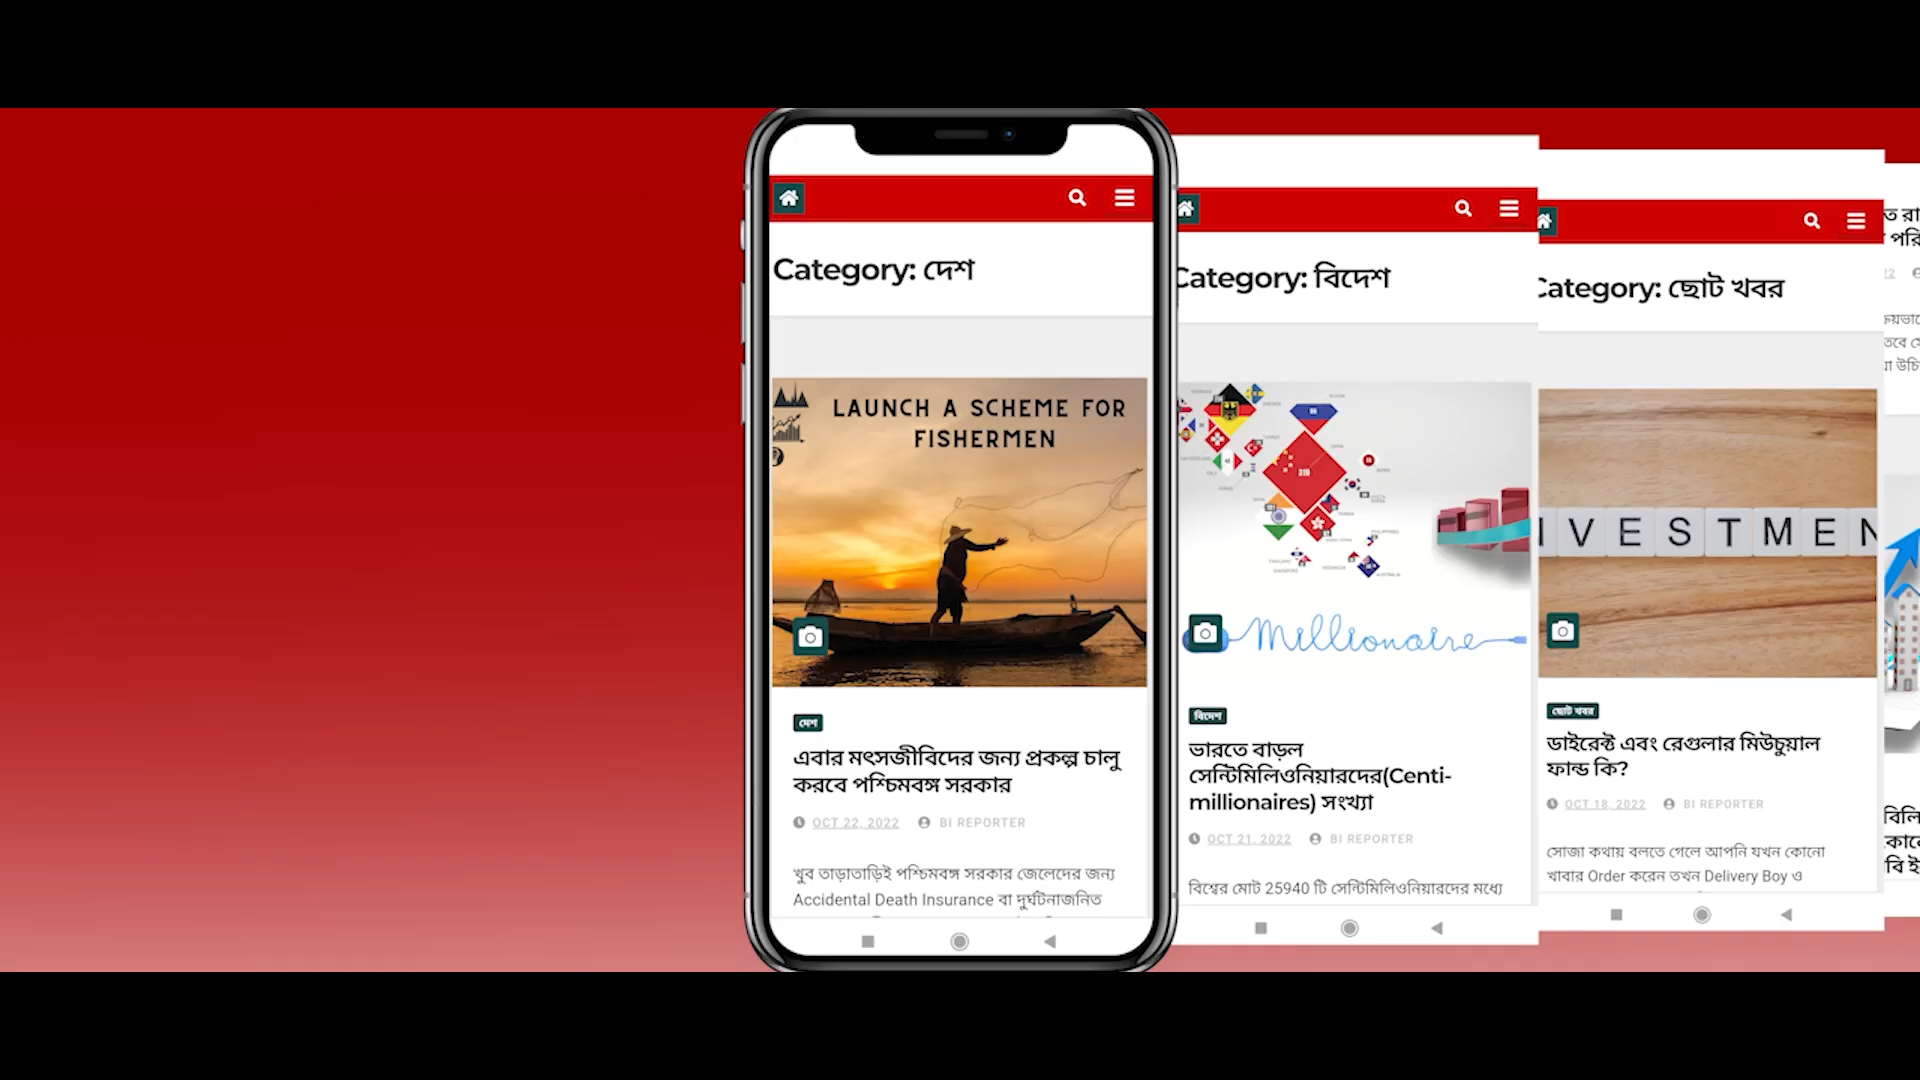 Category: দেশ
LAUNCH A SCHEME FOR
FISHERMEN
দেশ
এবার মৎসজীবিদের জন্য প্রকল্প চালু
করবে পশ্চিমবঙ্গ সরকার
OCT 22, 2022 BI REPORTER
খুব তাড়াতাড়িই পশ্চিমবঙ্গ সরকার জেলেদের জন্য
Accidental Death Insurance বা দুর্ঘটনাজনিত
Category: বিদেশ
Millionaire
বিদেশ
ভারতে বাড়ল
সেন্টিমিলিওনিয়ারদের(Centi-
millionaires) সংখ্যা
OCT 21, 2022 BI REPORTER
বিশ্বের মোট 25940 টি সেন্টিমিলিওনিয়ারদের মধ্যে
Category: ছোট খবর
IVESTMEN
ছোট খবর
ডাইরেক্ট এবং রেগুলার মিউচুয়াল
ফান্ড কি?
OCT 18, 2022 BI REPORTER
সোজা কথায় বলতে গেলে আপনি যখন কোনো
খাবার Order করেন তখন Delivery Boy ও